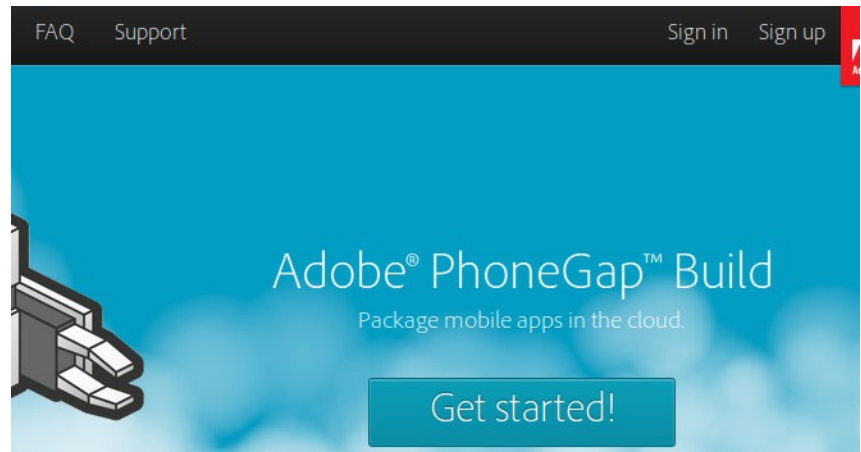 FAQ Support Sign in Sign up
Adobe® PhoneGap™ Build
Package mobile apps in the cloud.
Get started!